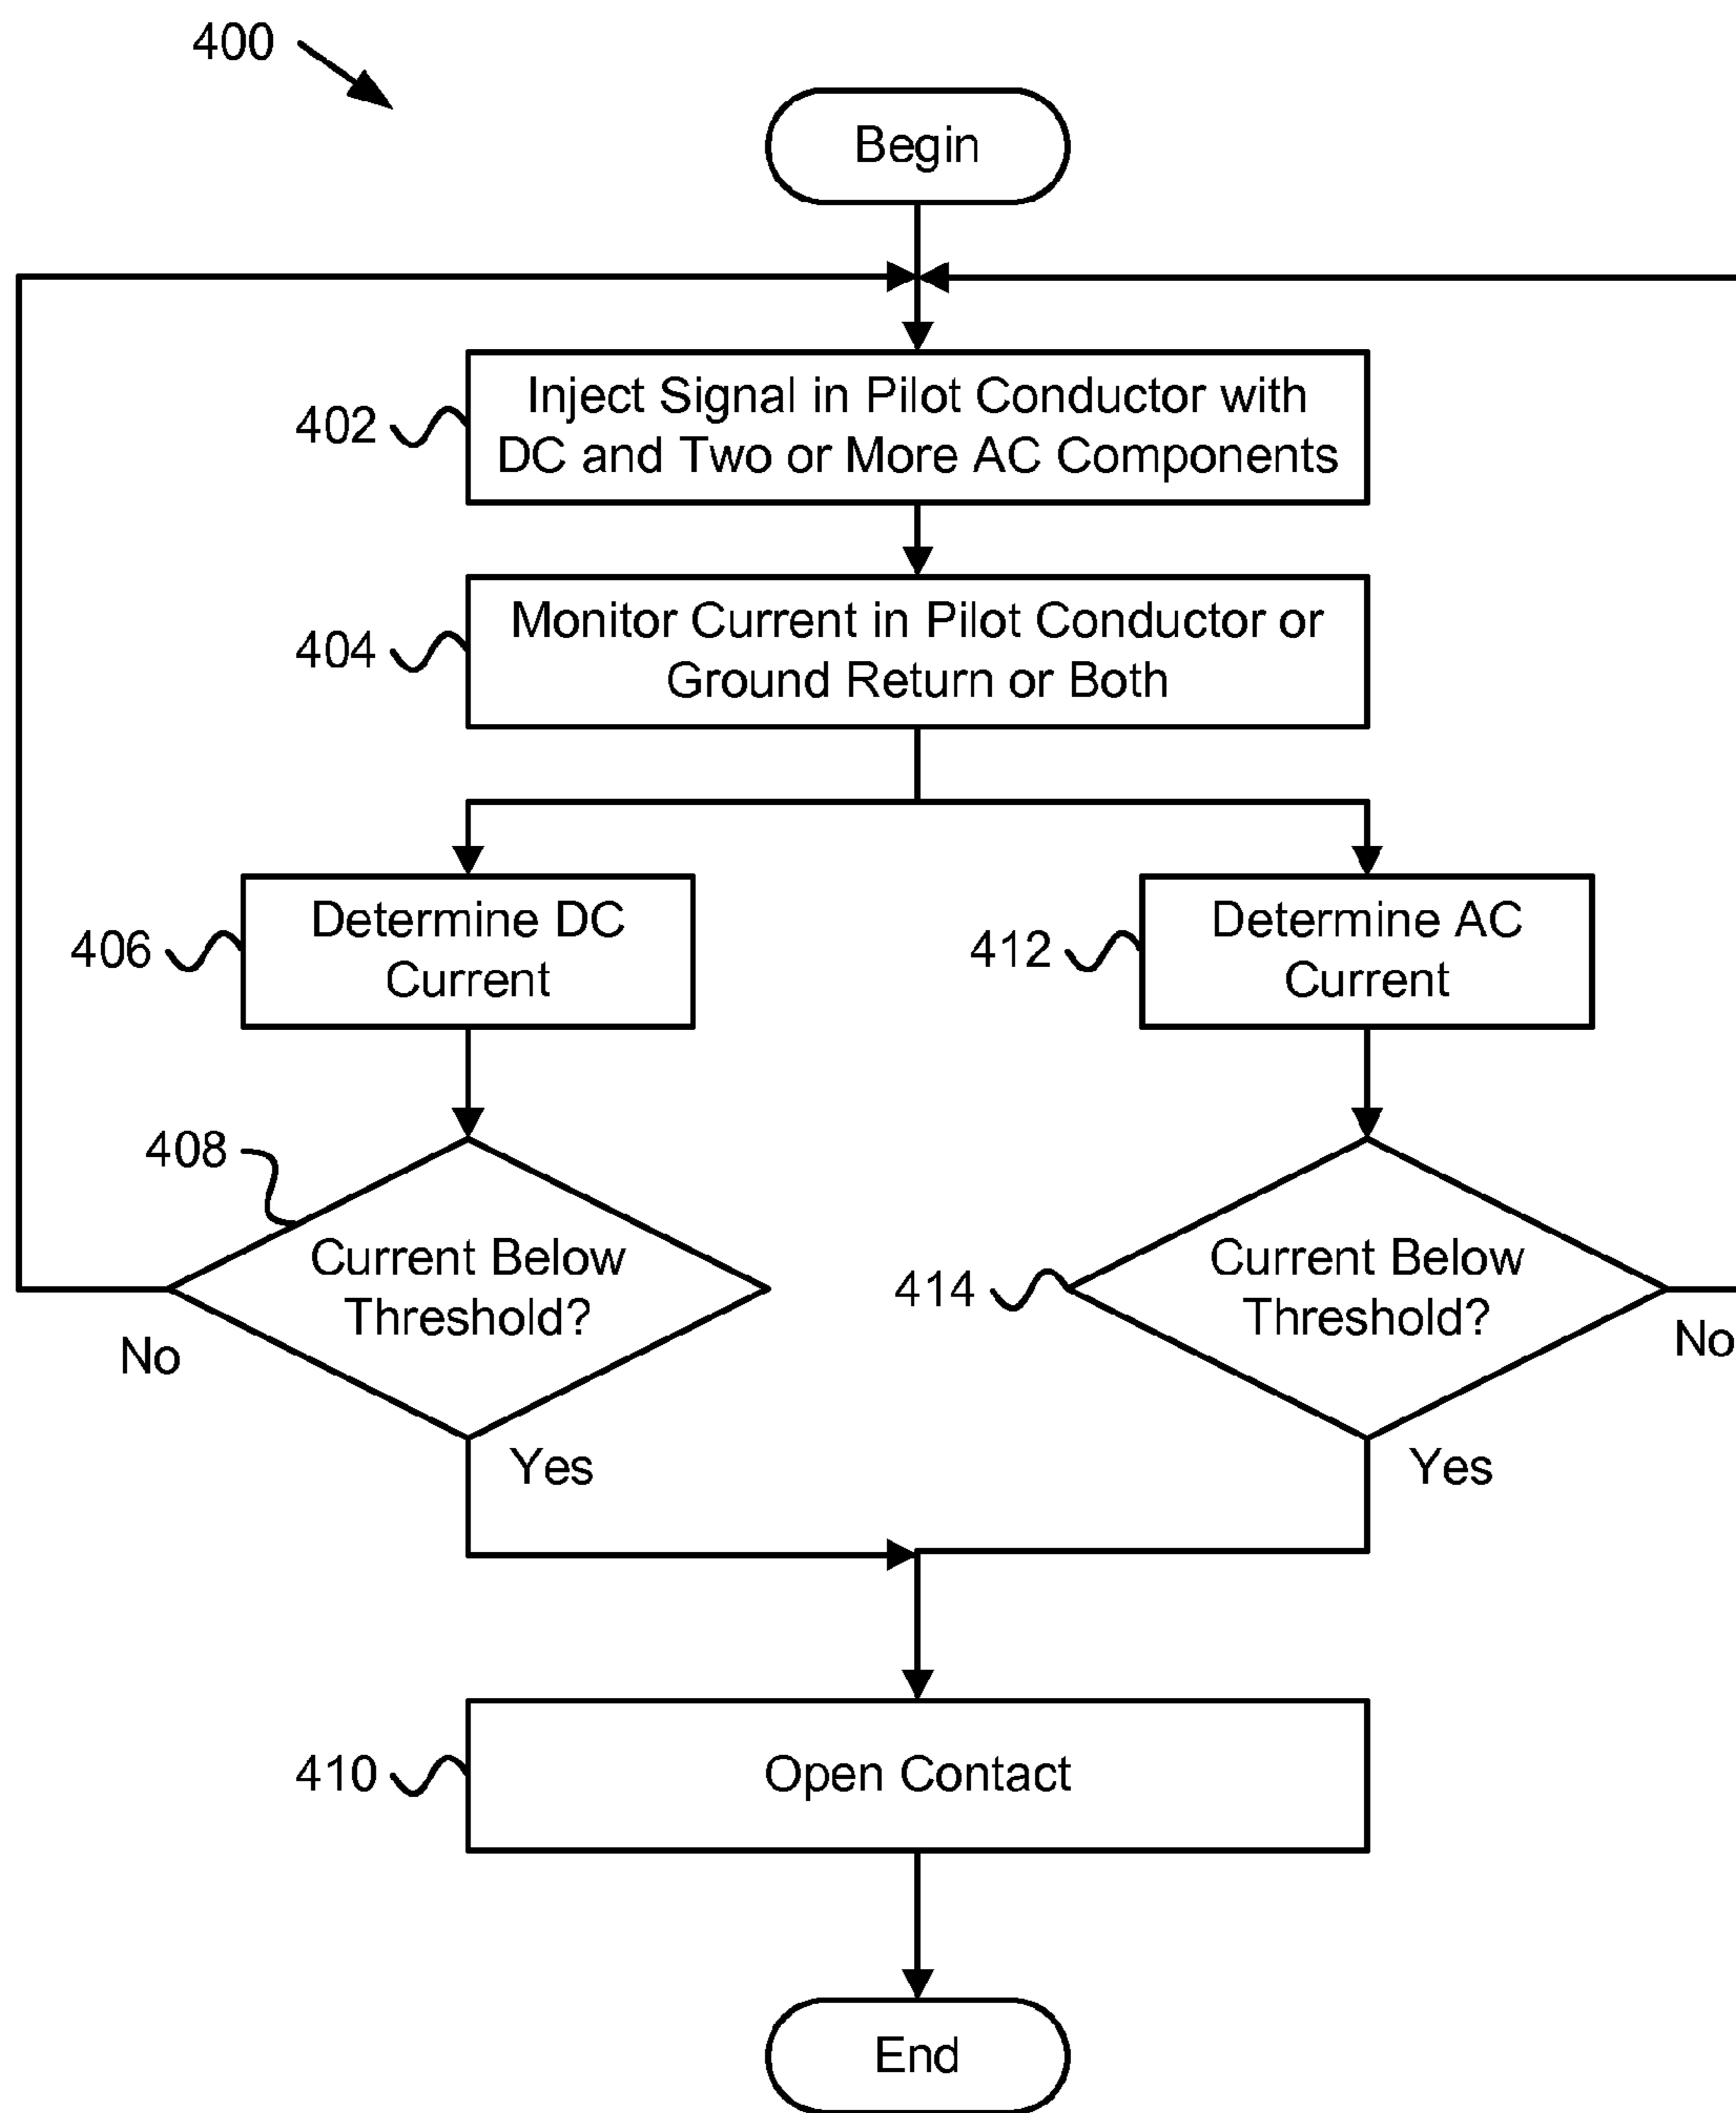 400
Begin
402
Inject Signal in Pilot Conductor with
DC and Two or More AC Components
404
Monitor Current in Pilot Conductor or
Ground Return or Both
406
Determine DC
Current
412
Determine AC
Current
408
Current Below
Threshold?
No
Yes
414
Current Below
Threshold?
No
Yes
410
Open Contact
End